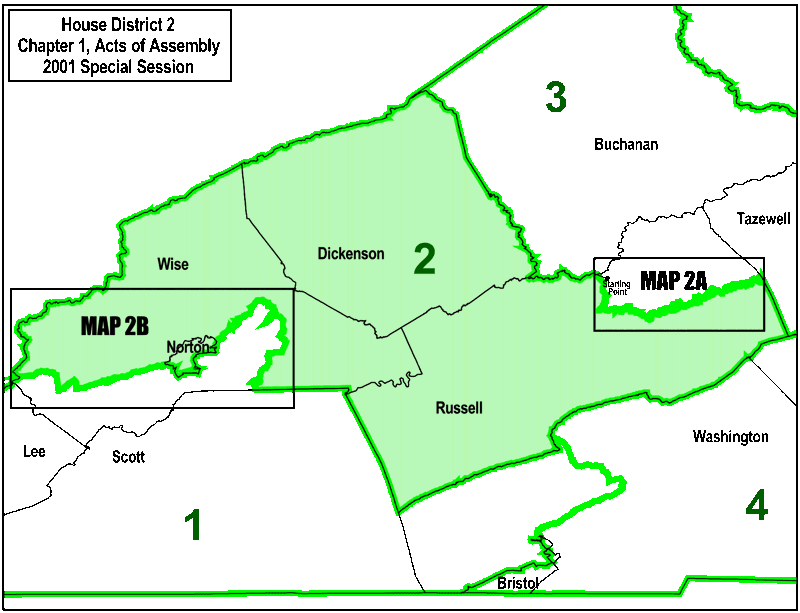 House District 2
Chapter 1, Acts of Assembly
2001 Special Session
3
Buchanan
Tazewell
Wise
Dickenson
2
Starting
Point
MAP 2A
MAP 2B
Norton
Russell
Washington
Lee
Scott
1
4
Bristol